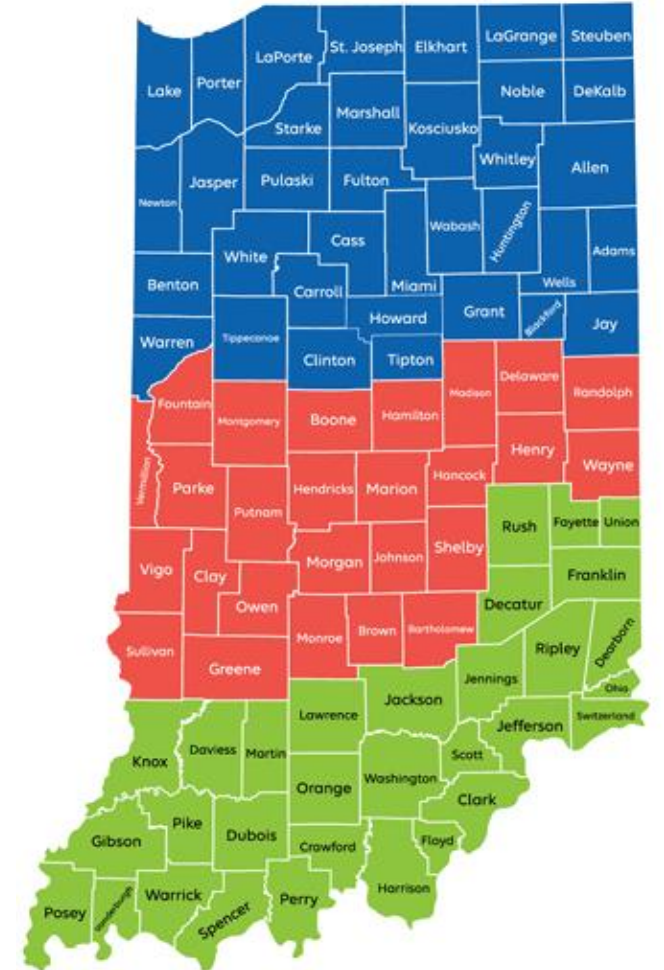 LaGrange
Steuben
St. Joseph
Elkhart
LaPorte
Porter
Lake
Noble
DeKalb
Marshall
Starke
Kosciusko
Whitley
Allen
Jasper
Pulaski
Fulton
Newton
Wabash
Huntington
Cass
White
Adams
Benton
Miami
Wells
Carroll
Howard
Grant
Blackford
Jay
Warren
Tippecanoe
Clinton
Tipton
Madison
Delaware
Randolph
Fountain
Montgomery
Boone
Hamilton
Henry
Wayne
Vermillion
Parke
Hendricks
Marion
Hancock
Putnam
Rush
Fayette
Union
Vigo
Clay
Morgan
Johnson
Shelby
Franklin
Owen
Decatur
Sullivan
Greene
Monroe
Brown
Bartholomew
Ripley
Dearborn
Jennings
Ohio
Lawrence
Jackson
Switzerland
Jefferson
Knox
Daviess
Martin
Scott
Orange
Washington
Clark
Gibson
Pike
Dubois
Crawford
Floyd
Posey
Vanderburgh
Warrick
Spencer
Perry
Harrison